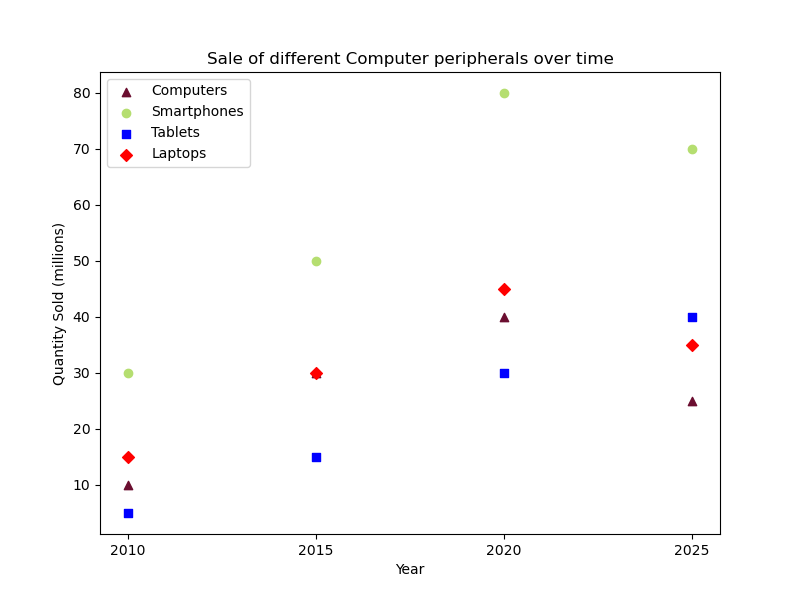 Sale of different Computer peripherals over time
Computers
Smartphones
Tablets
Laptops
80
70
60
50
40
30
20
10
Quantity Sold (millions)
2010 2015 2020 2025
Year